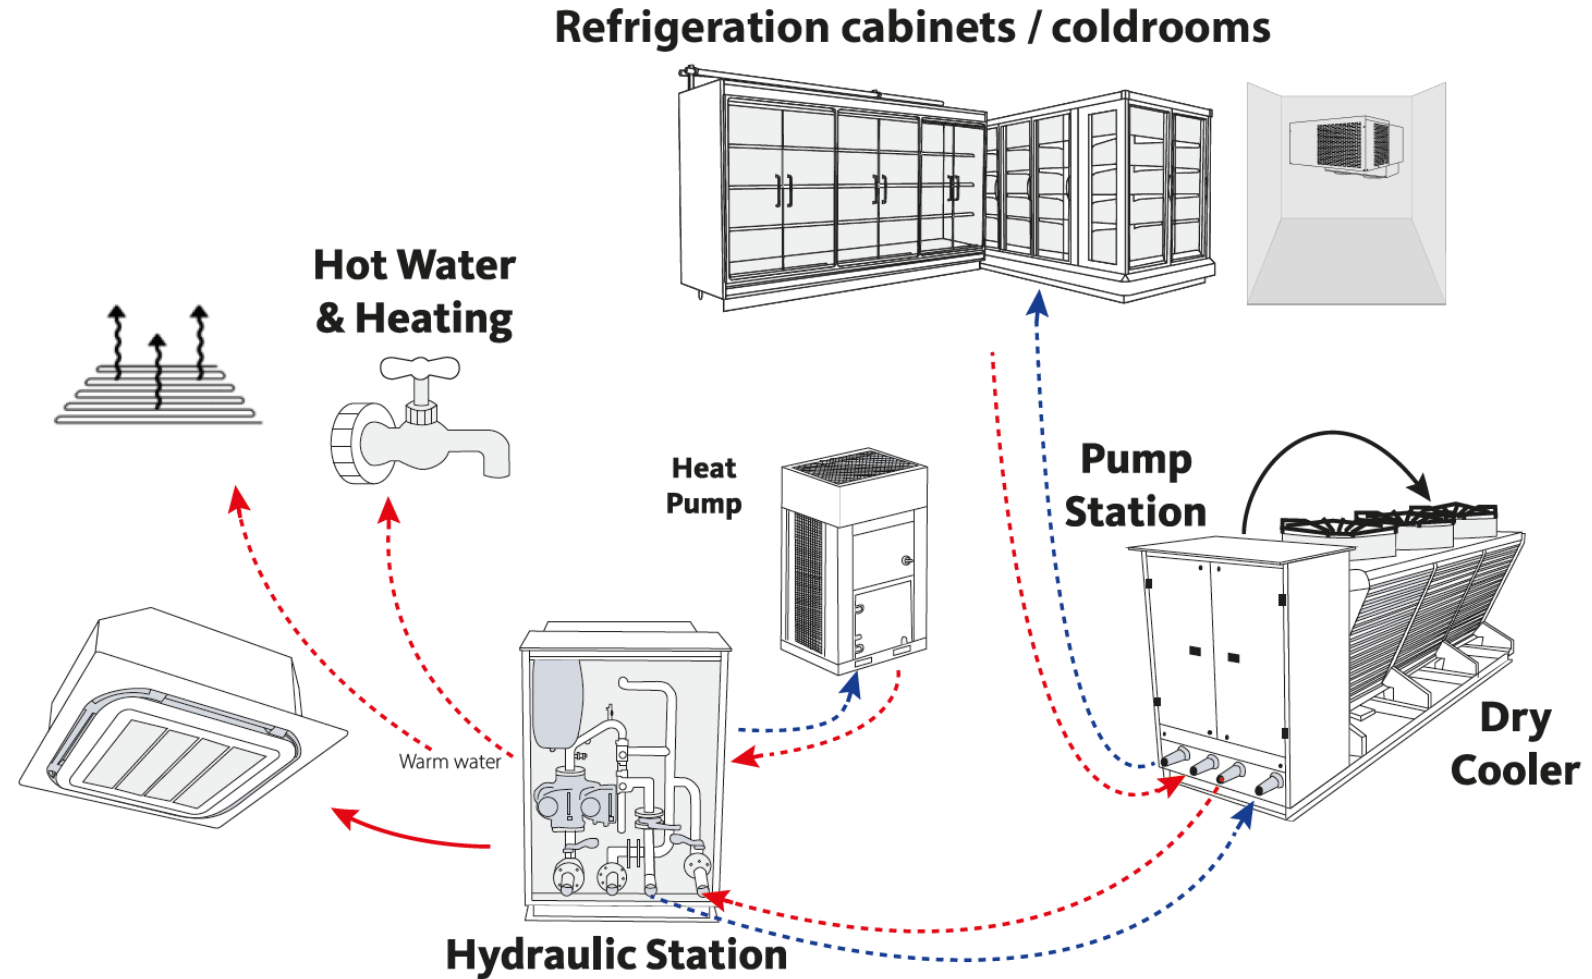 Refrigeration cabinets / coldrooms
Hot Water
& Heating
Heat
Pump
Pump
Station
Warm water
Dry
Cooler
Hydraulic Station